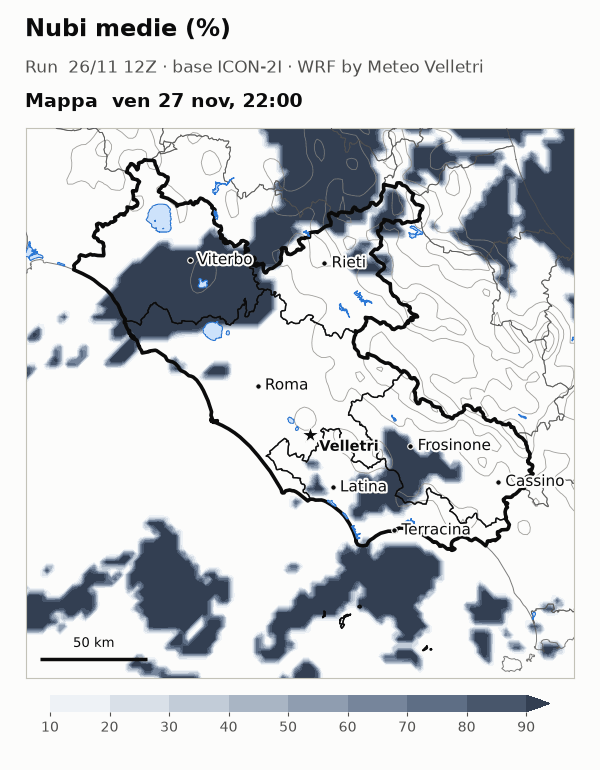 Nubi medie (%)
Run  26/11 12Z · base ICON-2I · WRF by Meteo Velletri
Mappa  ven 27 nov, 22:00
Viterbo
Rieti
Roma
Velletri
Frosinone
Latina
Cassino
Terracina
50 km
10 20 30 40 50 60 70 80 90